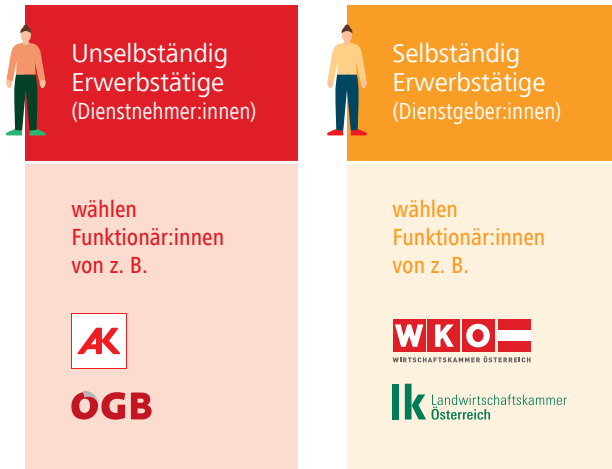 Unselbständig
Erwerbstätige
(Dienstnehmer:innen)
wählen
Funktionär:innen
von z. B.
AK
ÖGB
Selbständig
Erwerbstätige
(Dienstgeber:innen)
wählen
Funktionär:innen
von z. B.
WKO
WIRTSCHAFTSKAMMER ÖSTERREICH
lk Landwirtschaftskammer
Österreich